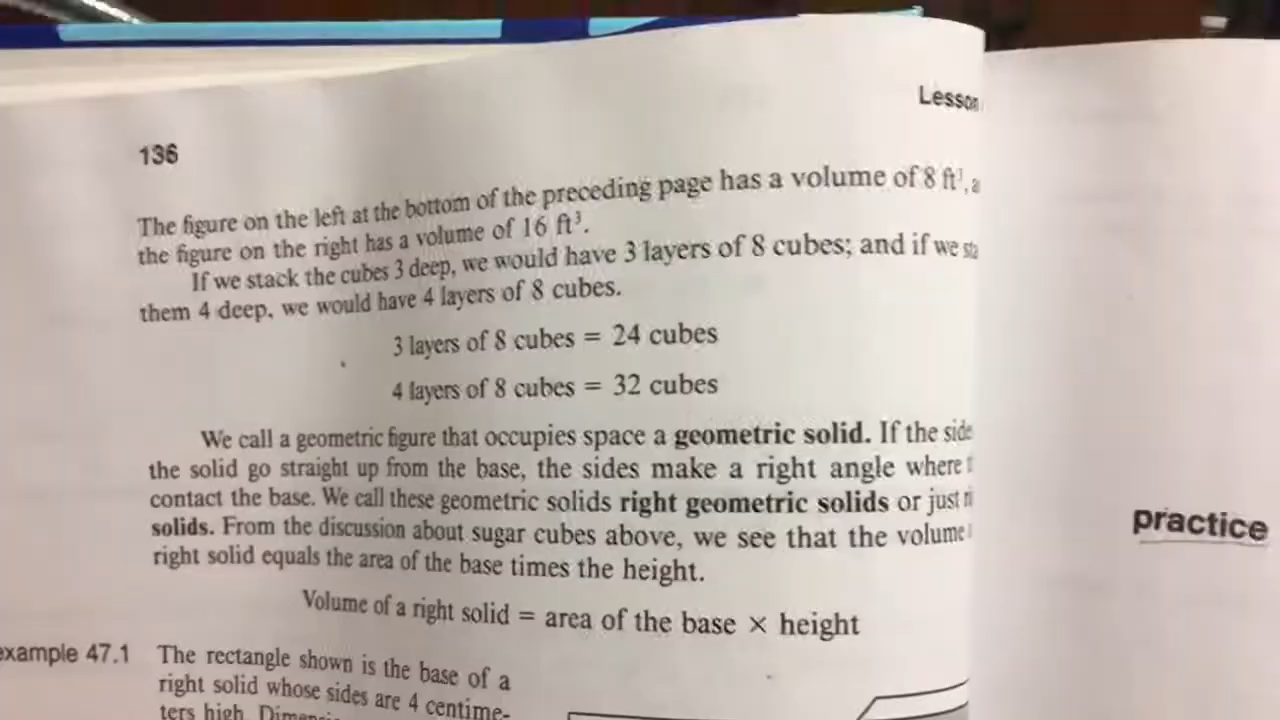 Lesson
136
The figure on the left at the bottom of the preceding page has a volume of 8 ft³,
the figure on the right has a volume of 16 ft³.
If we stack the cubes 3 deep, we would have 3 layers of 8 cubes; and if we
them 4 deep, we would have 4 layers of 8 cubes.
3 layers of 8 cubes = 24 cubes
4 layers of 8 cubes = 32 cubes
We call a geometric figure that occupies space a geometric solid. If the side
the solid go straight up from the base, the sides make a right angle where
contact the base. We call these geometric solids right geometric solids or just
solids. From the discussion about sugar cubes above, we see that the volume
right solid equals the area of the base times the height.
Volume of a right solid = area of the base × height
example 47.1 The rectangle shown is the base of a
right solid whose sides are 4 centime-
ters high.
practice